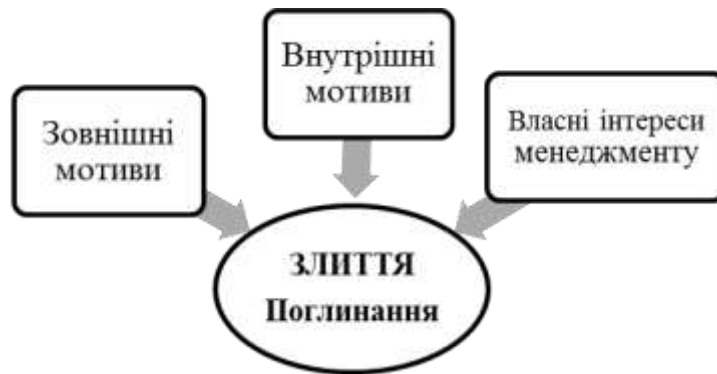 Зовнішні
мотиви
Внутрішні
мотиви
Власні інтереси
менеджменту
ЗЛИТТЯ
Поглинання